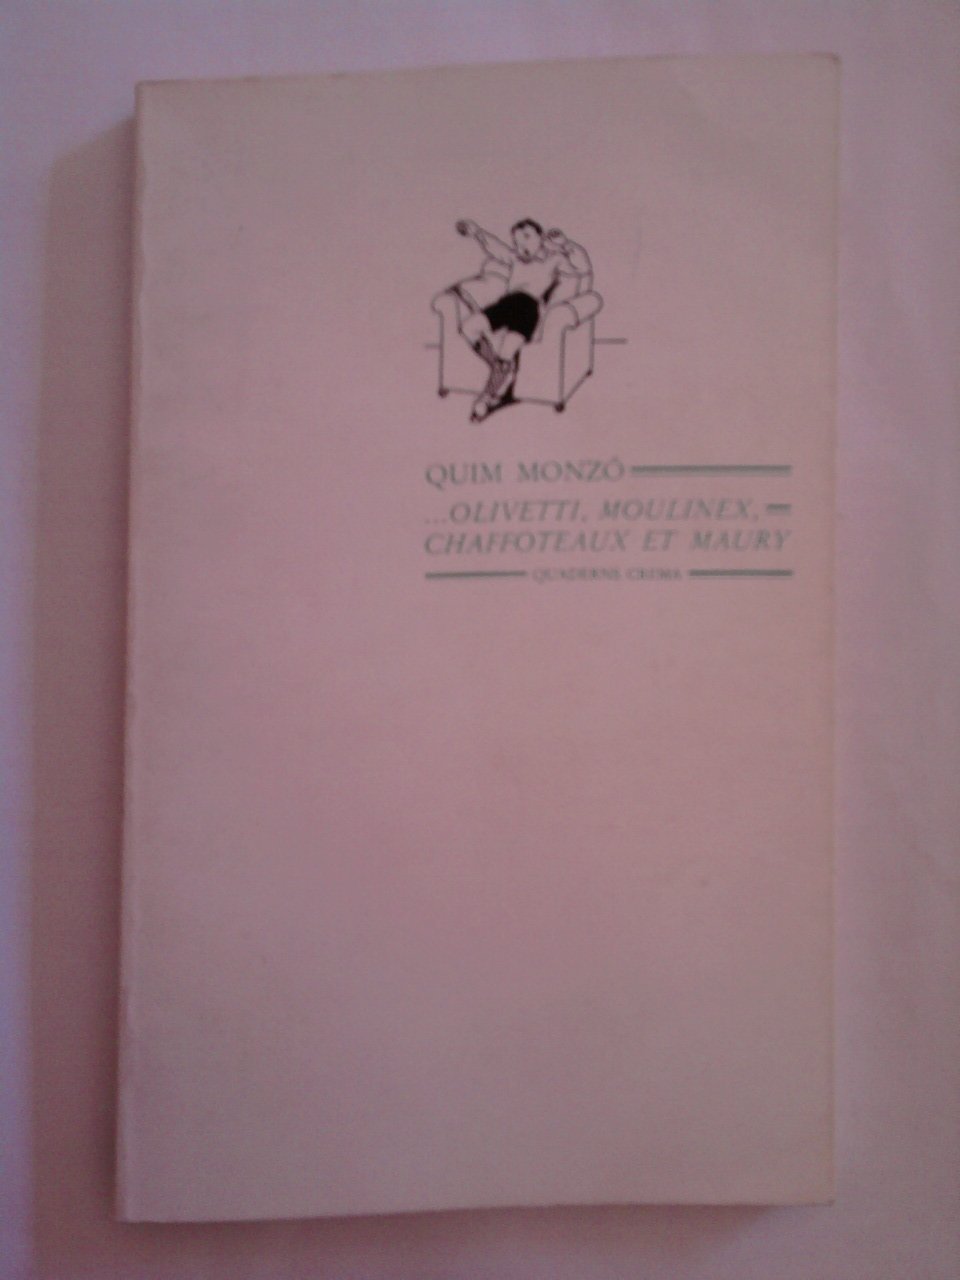 QUIM MONZÓ
...OLIVETTI, MOULINEX,
CHAFFOTEAUX ET MAURY
QUADERNS CREMA